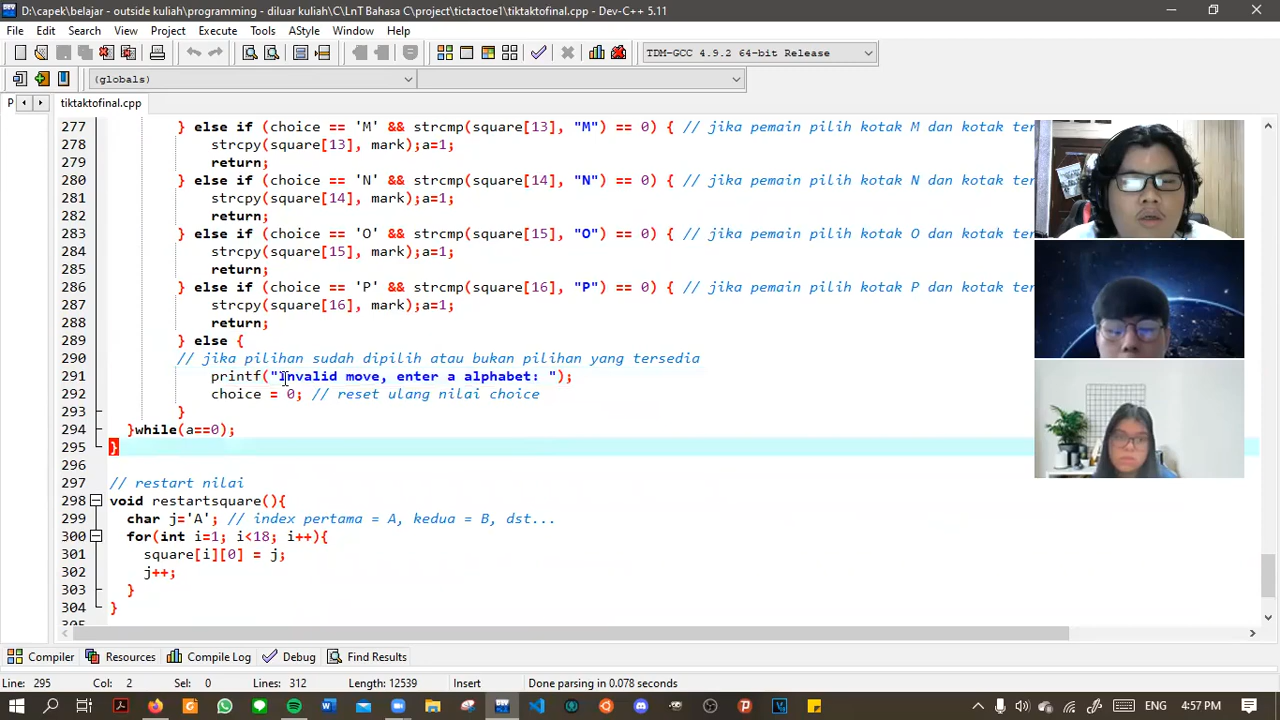 D:\capek\belajar - outside kuliah\programming - diluar kuliah\C\LnT Bahasa C\project\tictactoe1\tiktaktofinal.cpp - Dev-C++ 5.11
File Edit Search View Project Execute Tools AStyle Window Help
TDM-GCC 4.9.2 64-bit Release
(globals)
P tiktaktofinal.cpp
277 } else if (choice == 'M' && strcmp(square[13], "M") == 0) { // jika pemain pilih kotak M dan kotak ter
278 strcpy(square[13], mark);a=1;
279 return;
280 } else if (choice == 'N' && strcmp(square[14], "N") == 0) { // jika pemain pilih kotak N dan kotak ter
281 strcpy(square[14], mark);a=1;
282 return;
283 } else if (choice == 'O' && strcmp(square[15], "O") == 0) { // jika pemain pilih kotak O dan kotak ter
284 strcpy(square[15], mark);a=1;
285 return;
286 } else if (choice == 'P' && strcmp(square[16], "P") == 0) { // jika pemain pilih kotak P dan kotak ter
287 strcpy(square[16], mark);a=1;
288 return;
289 } else {
290 // jika pilihan sudah dipilih atau bukan pilihan yang tersedia
291 printf("Invalid move, enter a alphabet: ");
292 choice = 0; // reset ulang nilai choice
293 }
294 }while(a==0);
295 }
296
297 // restart nilai
298 void restartsquare(){
299 char j='A'; // index pertama = A, kedua = B, dst...
300 for(int i=1; i<18; i++){
301 square[i][0] = j;
302 j++;
303 }
304 }
305
Compiler Resources Compile Log Debug Find Results
Line: 295 Col: 2 Sel: 0 Lines: 312 Length: 12539 Insert Done parsing in 0.078 seconds
4:57 PM